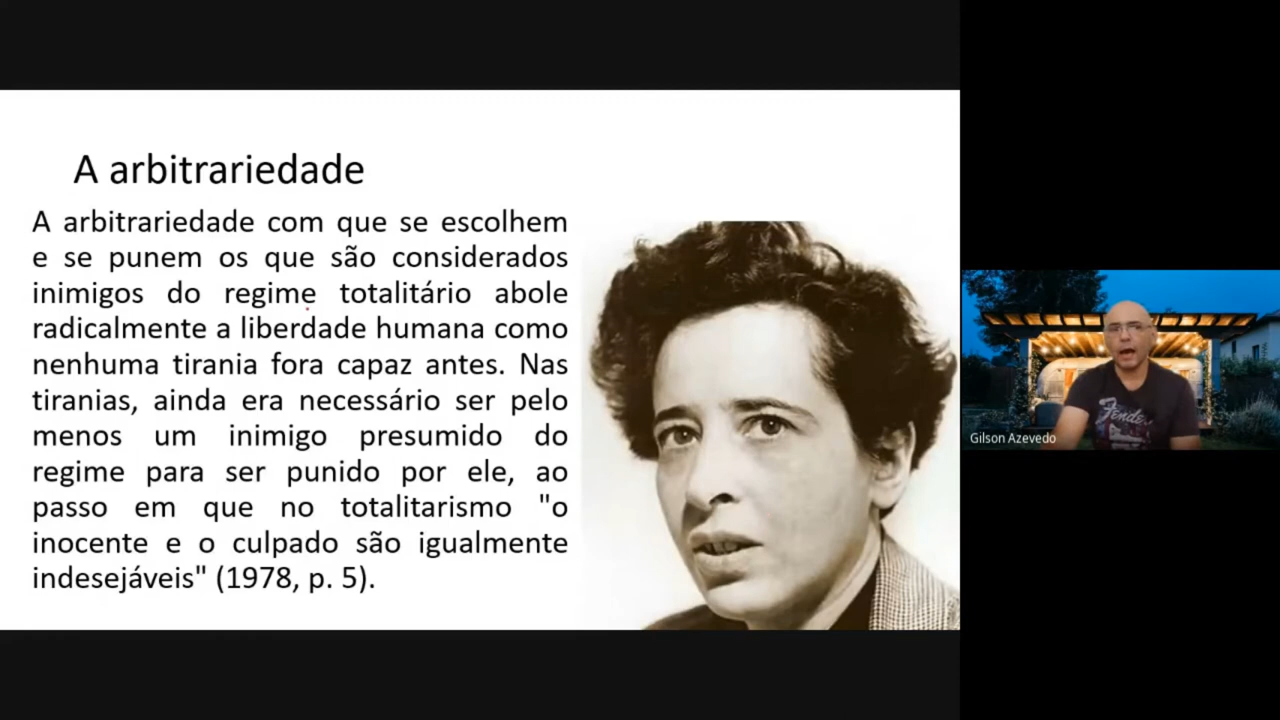 A arbitrariedade
A arbitrariedade com que se escolhem
e se punem os que são considerados
inimigos do regime totalitário abole
radicalmente a liberdade humana como
nenhuma tirania fora capaz antes. Nas
tiranias, ainda era necessário ser pelo
menos um inimigo presumido do
regime para ser punido por ele, ao
passo em que no totalitarismo "o
inocente e o culpado são igualmente
indesejáveis" (1978, p. 5).
Fender
Gilson Azevedo